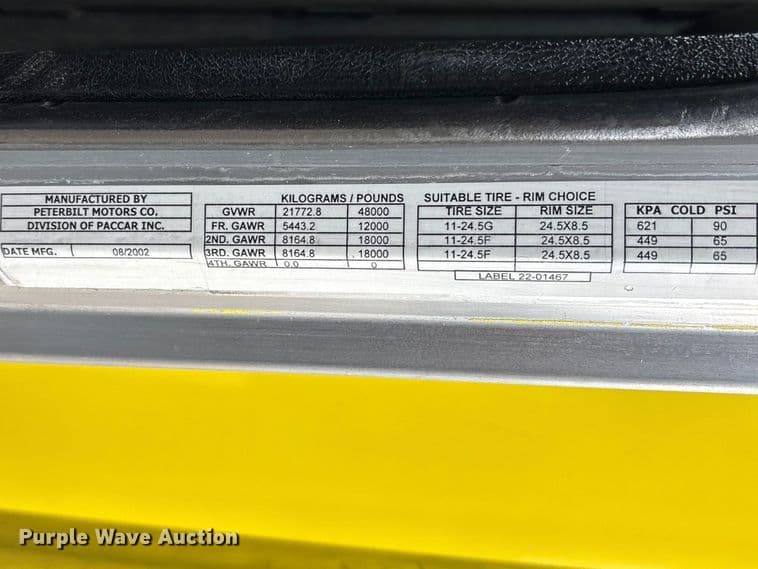 MANUFACTURED BY
PETERBILT MOTORS CO.
DIVISION OF PACCAR INC.
DATE MFG. 08/2002
KILOGRAMS / POUNDS
GVWR 21772.8 48000
FR. GAWR 5443.2 12000
2ND. GAWR 8164.8 18000
3RD. GAWR 8164.8 18000
4TH. GAWR 0.0 0
SUITABLE TIRE - RIM CHOICE
TIRE SIZE RIM SIZE
11-24.5G 24.5X8.5
11-24.5F 24.5X8.5
11-24.5F 24.5X8.5
LABEL 22-01467
KPA COLD PSI
621 90
449 65
449 65
Purple Wave Auction